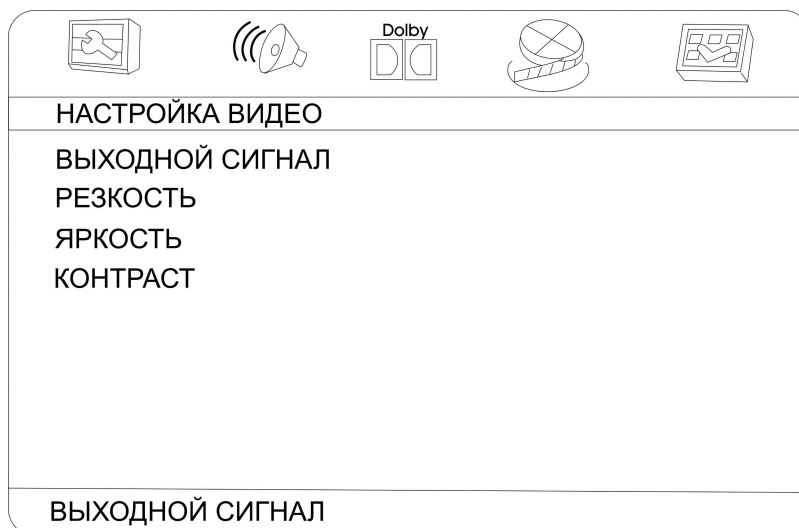 Dolby
НАСТРОЙКА ВИДЕО
ВЫХОДНОЙ СИГНАЛ
РЕЗКОСТЬ
ЯРКОСТЬ
КОНТРАСТ
ВЫХОДНОЙ СИГНАЛ